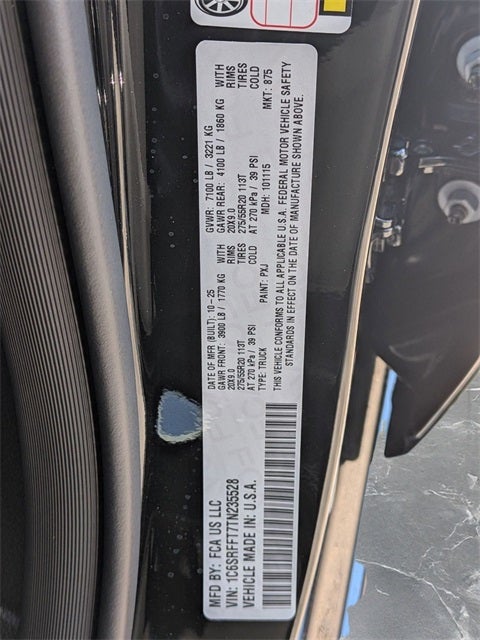 MFD BY: FCA US LLC
DATE OF MFR (BUILT): 10-25
GVWR: 7100 LB / 3221 KG
GAWR FRONT: 3900 LB / 1770 KG WITH
GAWR REAR: 4100 LB / 1860 KG WITH
20X9.0 RIMS
20X9.0 RIMS
275/55R20 113T TIRES
275/55R20 113T TIRES
AT 270 kPa / 39 PSI COLD
AT 270 kPa / 39 PSI COLD
VIN: 1C6SRFFT7TN235528
TYPE: TRUCK
PAINT: PXJ
MDH: 101115
MKT: 875
VEHICLE MADE IN: U.S.A.
THIS VEHICLE CONFORMS TO ALL APPLICABLE U.S.A. FEDERAL MOTOR VEHICLE SAFETY
STANDARDS IN EFFECT ON THE DATE OF MANUFACTURE SHOWN ABOVE.